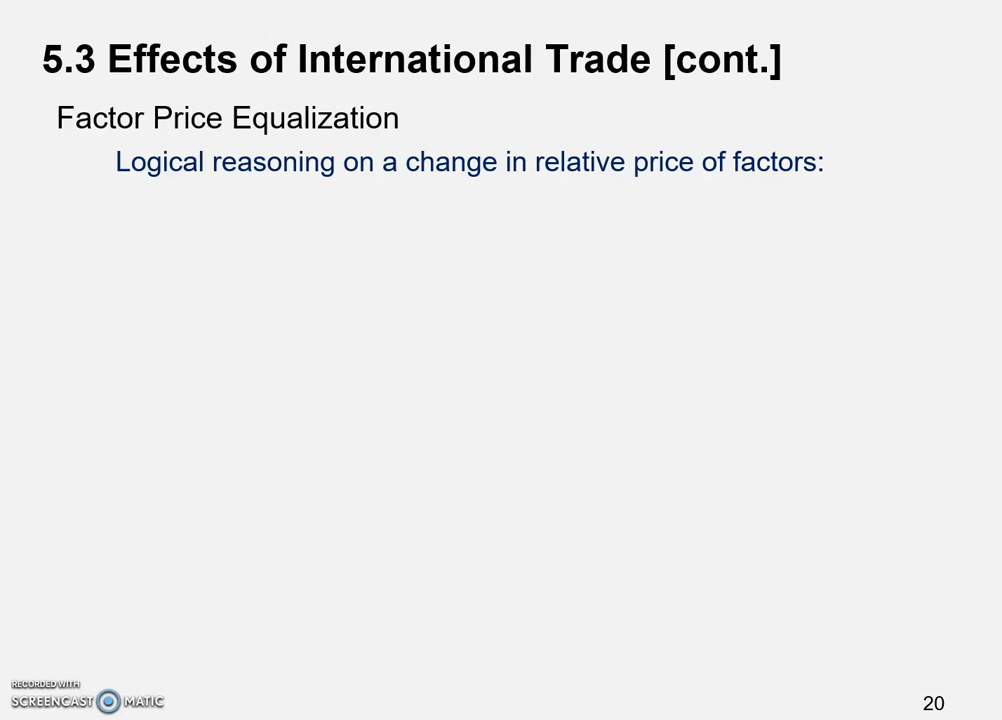 5.3 Effects of International Trade [cont.]
Factor Price Equalization
Logical reasoning on a change in relative price of factors:
RECORDED WITH
SCREENCAST MATIC
20